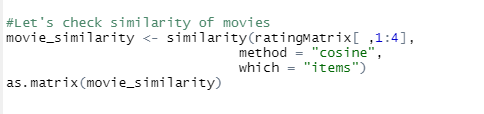 #Let's check similarity of movies
movie_similarity <- similarity(ratingMatrix[ ,1:4],
method = "cosine",
which = "items")
as.matrix(movie_similarity)